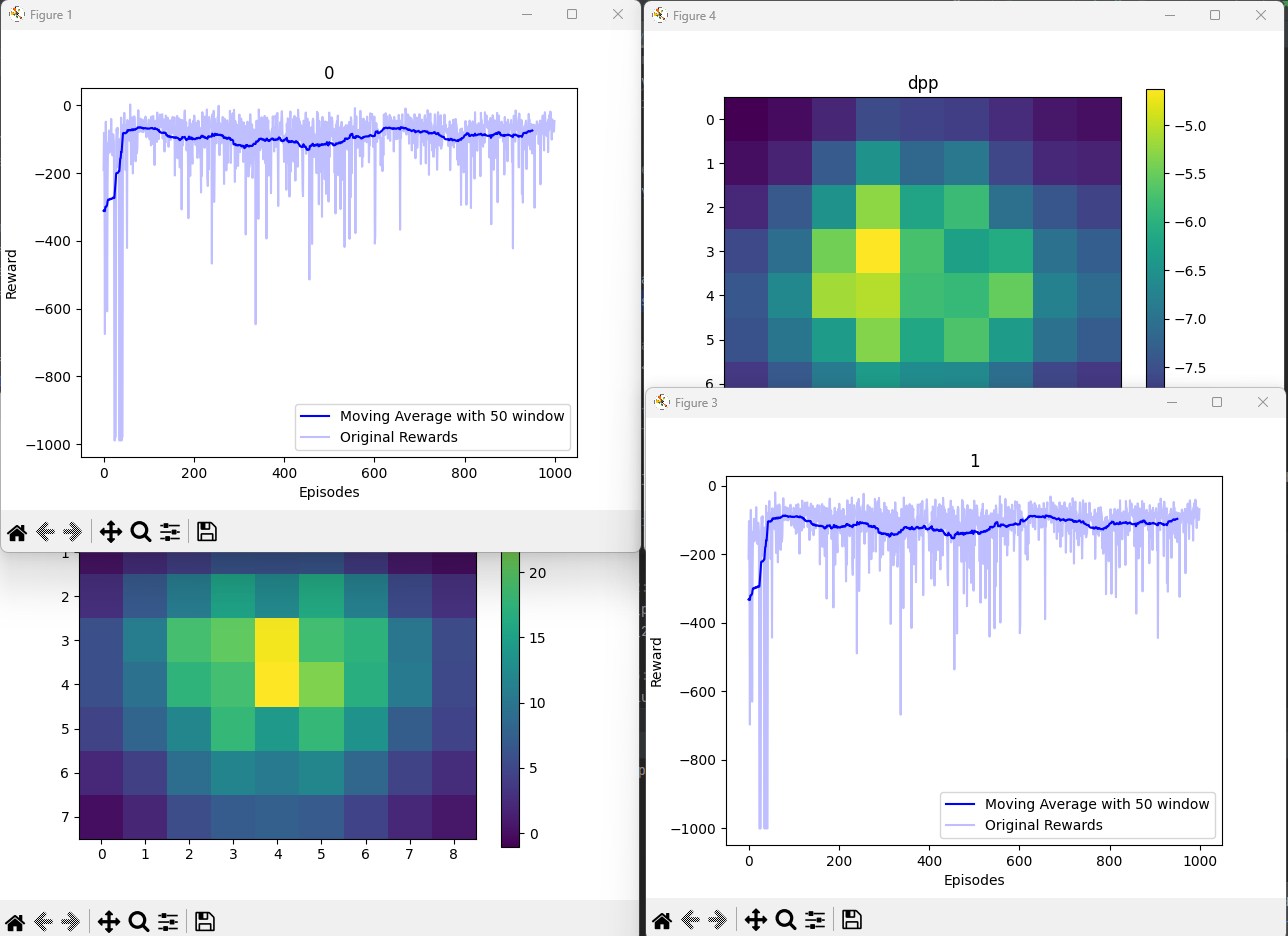 Figure 1
0
0
−200
−400
−600
−800
−1000
Reward
0 200 400 600 800 1000
Episodes
Moving Average with 50 window
Original Rewards
Figure 4
dpp
0
1
2
3
4
5
6
−5.0
−5.5
−6.0
−6.5
−7.0
−7.5
1
2
3
4
5
6
7
0 1 2 3 4 5 6 7 8
20
15
10
5
0
Figure 3
1
0
−200
−400
−600
−800
−1000
Reward
0 200 400 600 800 1000
Episodes
Moving Average with 50 window
Original Rewards